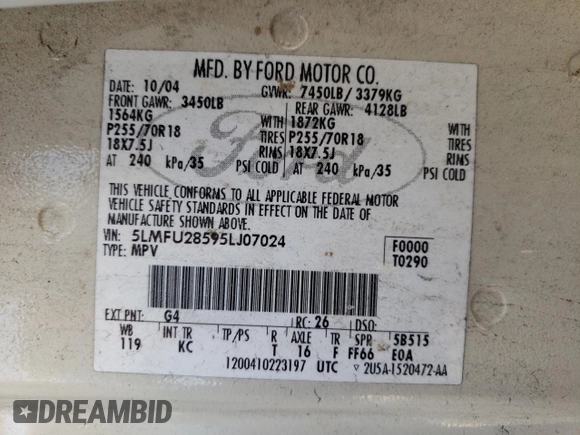 MFD. BY FORD MOTOR CO.
DATE: 10/04 GVWR: 7450LB / 3379KG
FRONT GAWR: 3450LB REAR GAWR: 4128LB
1564KG WITH 1872KG WITH
P255/70R18 TIRES P255/70R18 TIRES
18X7.5J RIMS 18X7.5J RIMS
AT 240 kPa/35 PSI COLD AT 240 kPa/35 PSI COLD
THIS VEHICLE CONFORMS TO ALL APPLICABLE FEDERAL MOTOR
VEHICLE SAFETY STANDARDS IN EFFECT ON THE DATE OF
MANUFACTURE SHOWN ABOVE.
VIN: 5LMFU28595LJ07024 F0000
TYPE: MPV T0290
EXT PNT: G4 RC: 26 DSO:
WB INT TR TP/PS R AXLE TR SPR 5B515
119 KC T 16 F FF66 E0A
1200410223197 UTC ▽ 2U5A-1520472-AA
Ford
DREAMBID